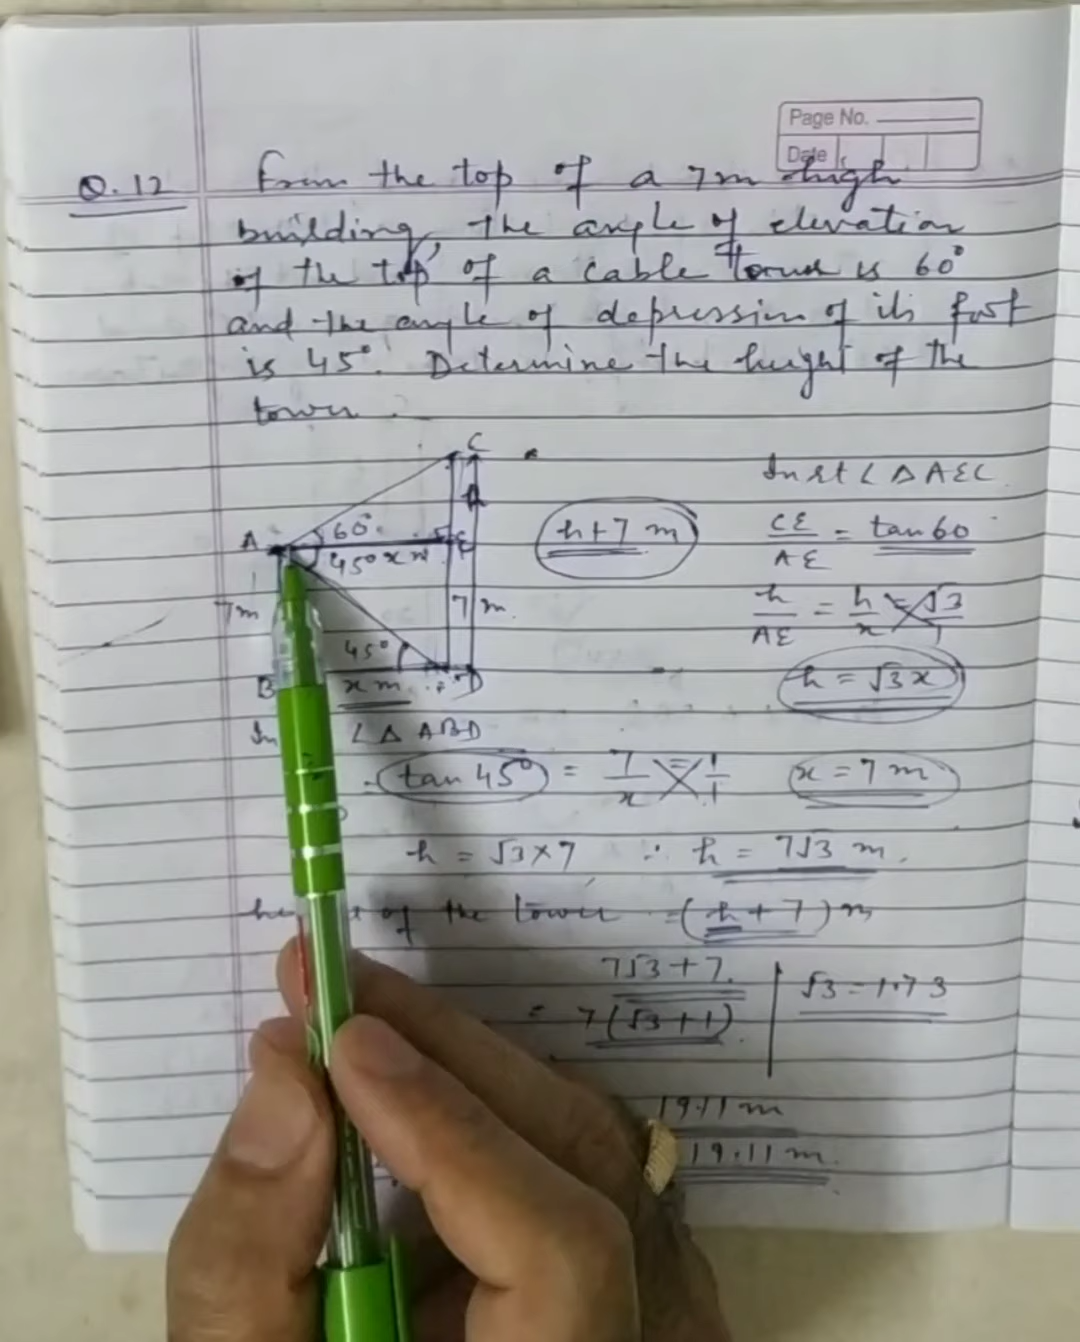 Page No.
Date
Q.12 From the top of a 7m high
building, the angle of elevation
of the top of a cable tower is 60°
and the angle of depression of its foot
is 45°. Determine the height of the
tower.
C
A 60° E
45° x m
7m 7 m
45°
B x m D
h+7 m
In rt ∠ △ AEC
CE/AE = tan 60°
h/AE = h/x = √3/1
h = √3x
In ∠ △ ABD
tan 45° = 7/x = 1/1 x = 7 m
h = √3×7 ∴ h = 7√3 m.
of the tower = (h+7) m
7√3+7.
= 7(√3+1) √3 = 1.73
19.11 m
19.11 m.